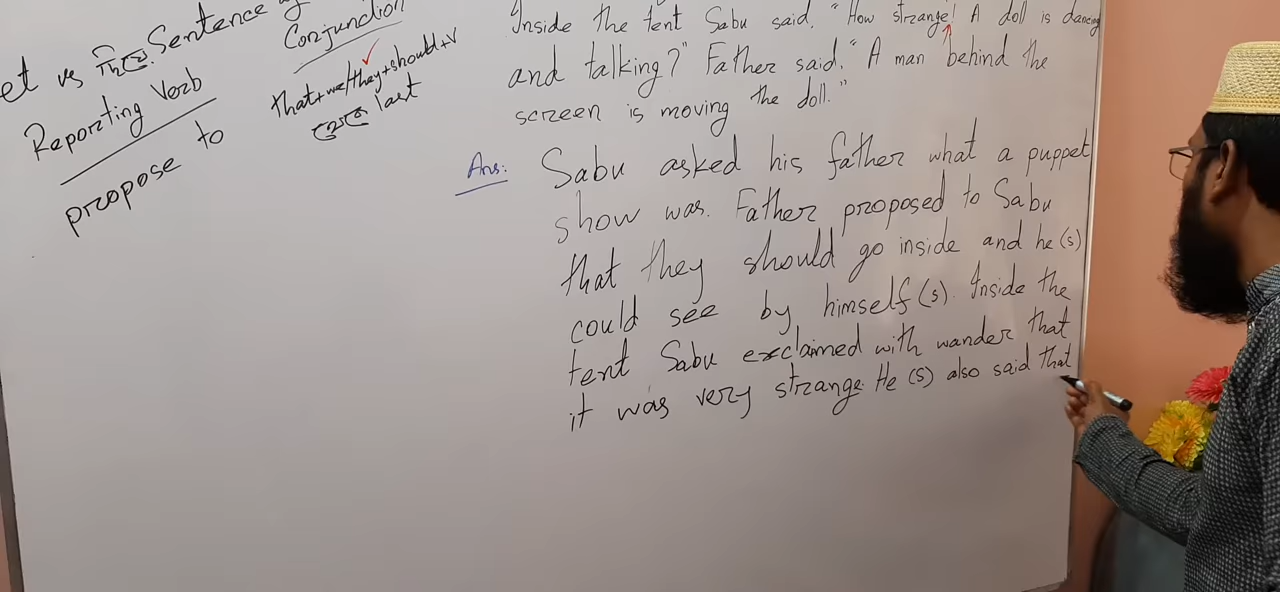 et vs দিয়ে Sentence
Reporting Verb
propose to
Conjunction
that+we/they+should+V
last
Inside the tent Sabu said, "How strange! A doll is dancing
and talking?" Father said, "A man behind the
screen is moving the doll."
Ans: Sabu asked his father what a puppet
show was. Father proposed to Sabu
that they should go inside and he (s)
could see by himself (s). Inside the
tent Sabu exclaimed with wander that
it was very strange. He (s) also said that